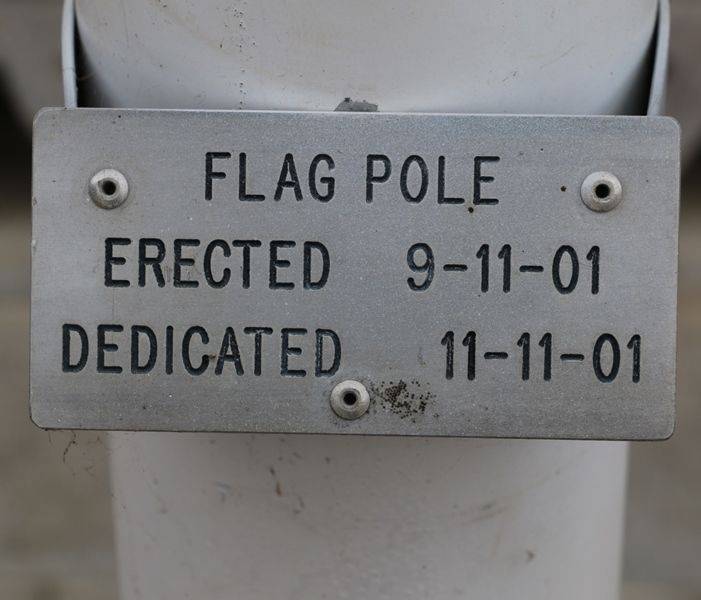 FLAG POLE
ERECTED 9-11-01
DEDICATED 11-11-01